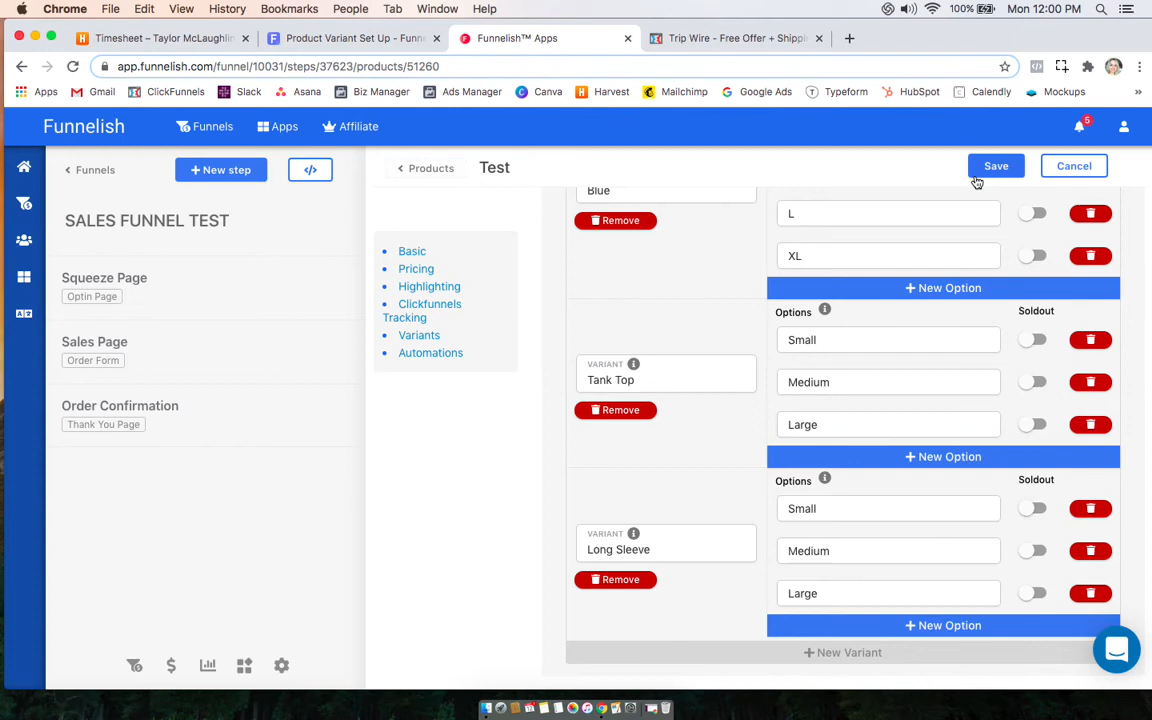 Chrome File Edit View History Bookmarks People Tab Window Help 100% Mon 12:00 PM
Timesheet – Taylor McLaughlin Product Variant Set Up - Funne Funnelish™ Apps Trip Wire - Free Offer + Shippi
app.funnelish.com/funnel/10031/steps/37623/products/51260
Apps Gmail ClickFunnels Slack Asana Biz Manager Ads Manager Canva Harvest Mailchimp Google Ads Typeform HubSpot Calendly Mockups »
Funnelish Funnels Apps Affiliate 5
Funnels + New step </> Products Test Save Cancel
SALES FUNNEL TEST
Squeeze Page
Optin Page
Sales Page
Order Form
Order Confirmation
Thank You Page
Basic
Pricing
Highlighting
Clickfunnels
Tracking
Variants
Automations
Blue
Remove
L
XL
+ New Option
Options Soldout
Small
VARIANT
Tank Top
Remove
Medium
Large
+ New Option
Options Soldout
Small
VARIANT
Long Sleeve
Remove
Medium
Large
+ New Option
+ New Variant